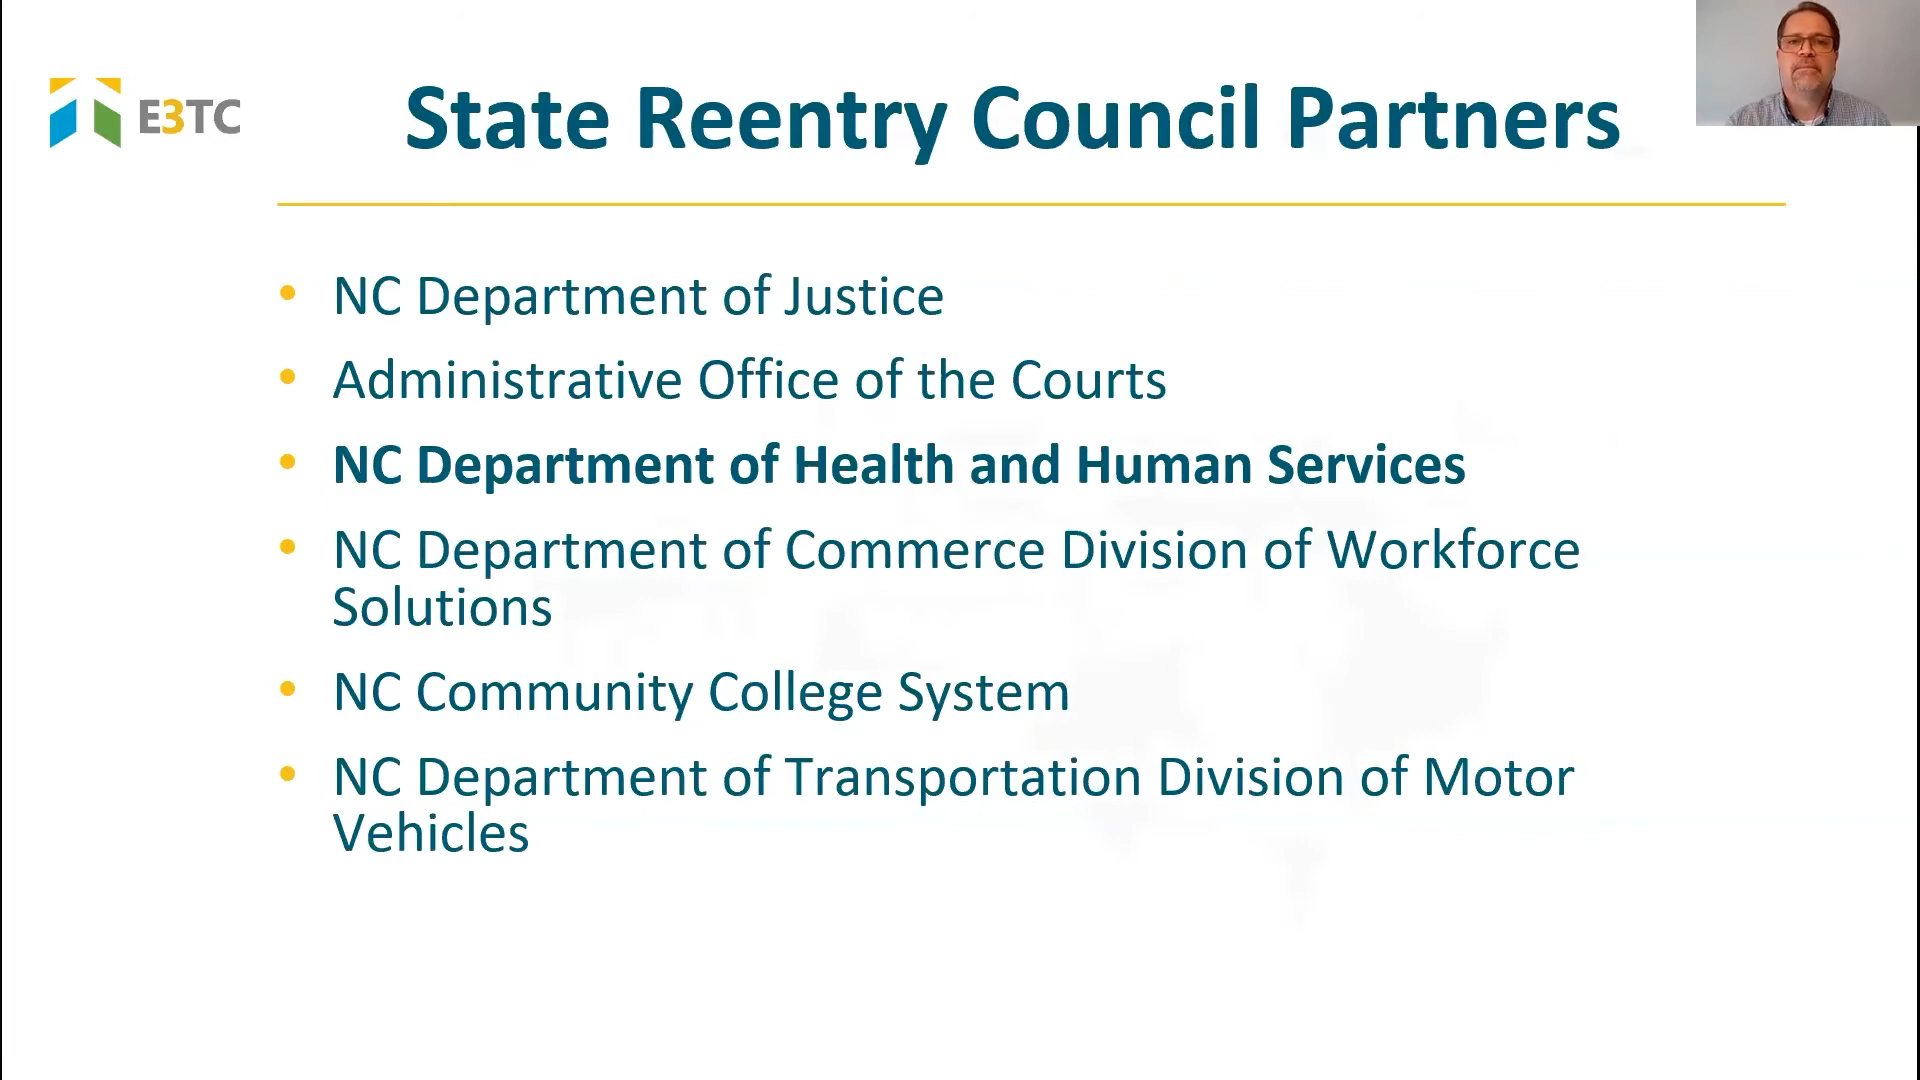 E3TC
State Reentry Council Partners
• NC Department of Justice
• Administrative Office of the Courts
• NC Department of Health and Human Services
• NC Department of Commerce Division of Workforce
Solutions
• NC Community College System
• NC Department of Transportation Division of Motor
Vehicles